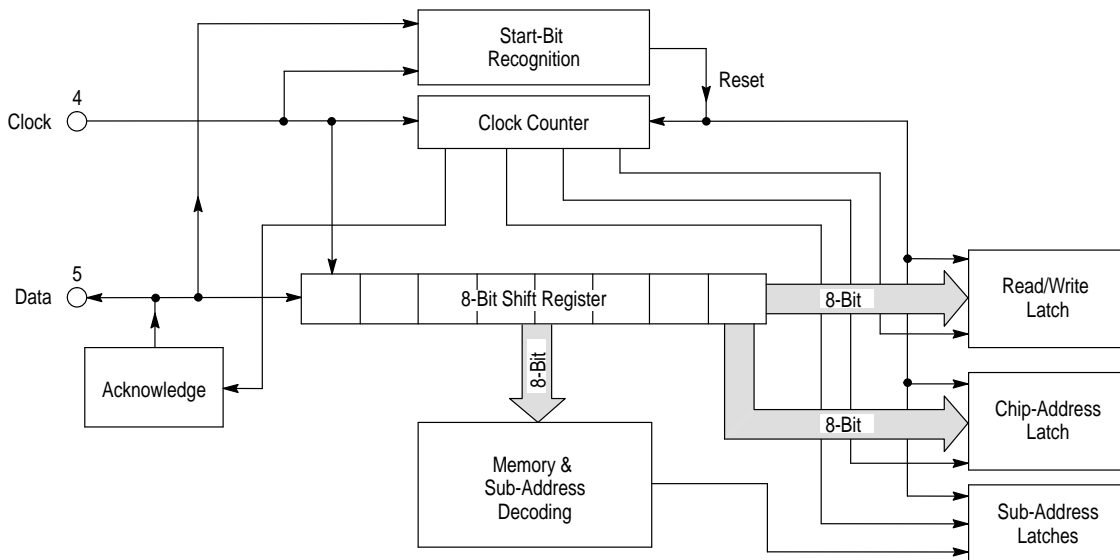 Start-Bit
Recognition
Reset
4
Clock
Clock Counter
5
Data
8-Bit Shift Register
8-Bit
Read/Write
Latch
Acknowledge
8-Bit
8-Bit
Chip-Address
Latch
Memory &
Sub-Address
Decoding
Sub-Address
Latches